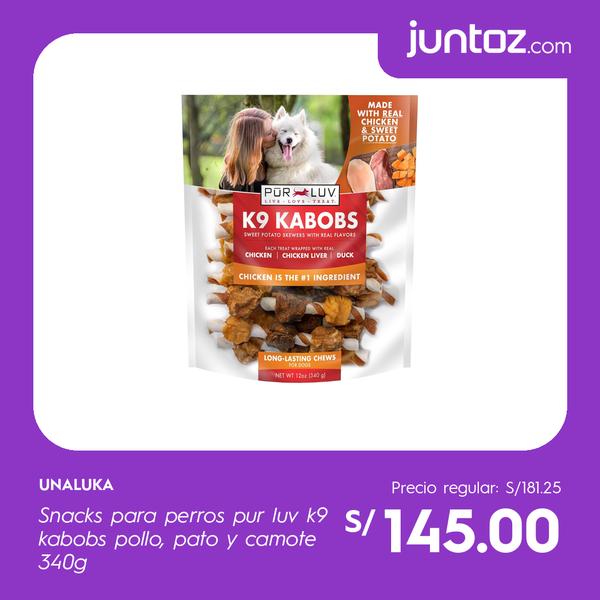 juntoz.com
MADE
WITH REAL
CHICKEN
& SWEET
POTATO
PŪR LUV
LIVE · LOVE · TREAT
K9 KABOBS
SWEET POTATO SKEWERS WITH REAL FLAVORS
EACH TREAT WRAPPED WITH REAL
CHICKEN | CHICKEN LIVER | DUCK
CHICKEN IS THE #1 INGREDIENT
LONG-LASTING CHEWS
FOR DOGS
NET WT 12oz (340 g)
UNALUKA
Precio regular: S/181.25
Snacks para perros pur luv k9
kabobs pollo, pato y camote
340g
S/145.00